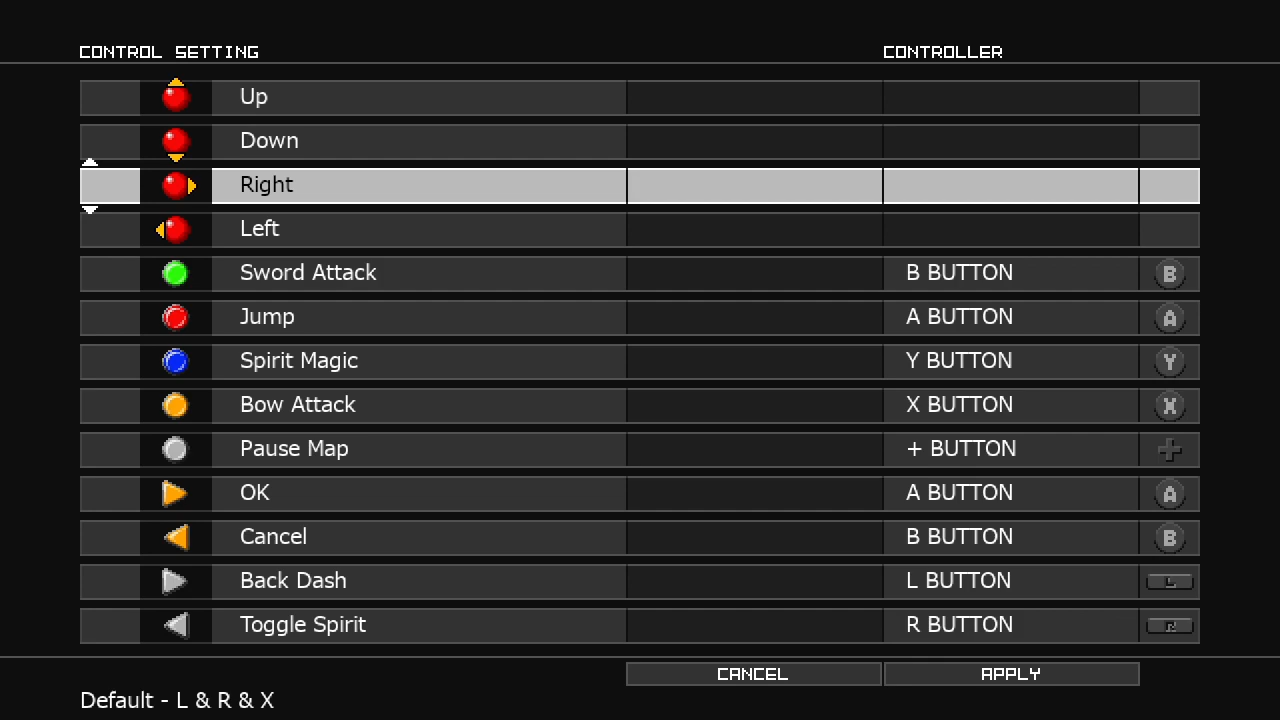 CONTROL SETTING CONTROLLER
Up
Down
Right
Left
Sword Attack B BUTTON B
Jump A BUTTON A
Spirit Magic Y BUTTON Y
Bow Attack X BUTTON X
Pause Map + BUTTON
OK A BUTTON A
Cancel B BUTTON B
Back Dash L BUTTON L
Toggle Spirit R BUTTON R
CANCEL APPLY
Default - L & R & X